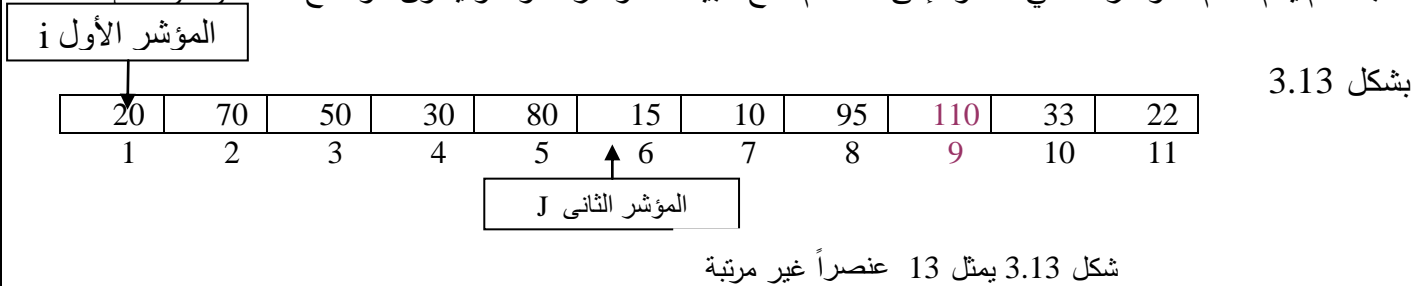 المؤشر الأول i
بشكل 3.13
20 70 50 30 80 15 10 95 110 33 22
1 2 3 4 5 6 7 8 9 10 11
المؤشر الثانى J
شكل 3.13 يمثل 13 عنصراً غير مرتبة